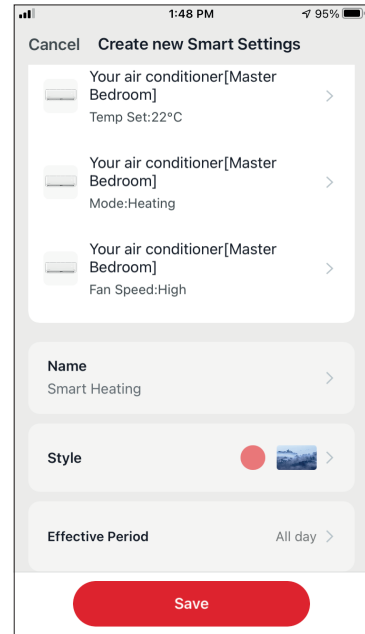 1:48 PM
95%
Cancel Create new Smart Settings
Your air conditioner[Master
Bedroom]
Temp Set:22°C
Your air conditioner[Master
Bedroom]
Mode:Heating
Your air conditioner[Master
Bedroom]
Fan Speed:High
Name
Smart Heating
Style
Effective Period All day
Save